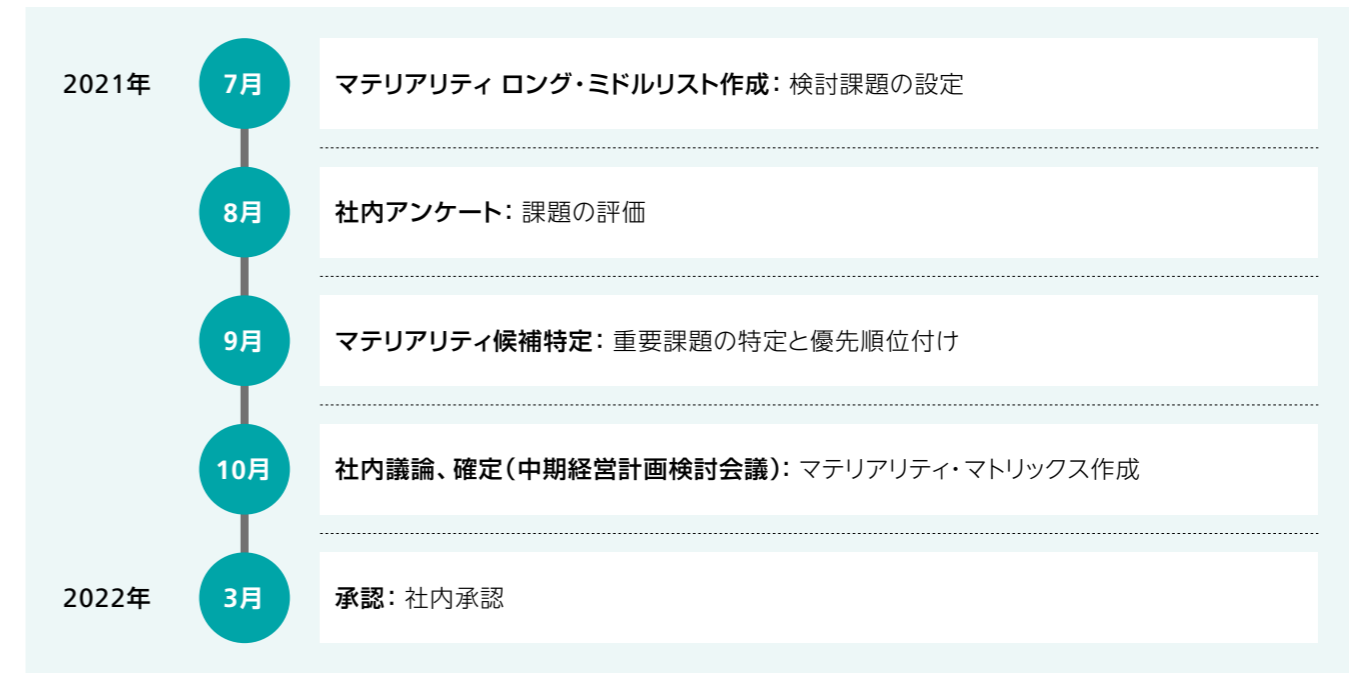 2021年 7月 マテリアリティ ロング・ミドルリスト作成： 検討課題の設定
8月 社内アンケート： 課題の評価
9月 マテリアリティ候補特定： 重要課題の特定と優先順位付け
10月 社内議論、確定（中期経営計画検討会議）： マテリアリティ・マトリックス作成
2022年 3月 承認： 社内承認